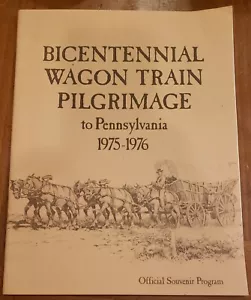 BICENTENNIAL
WAGON TRAIN
PILGRIMAGE
to Pennsylvania
1975-1976
Official Souvenir Program